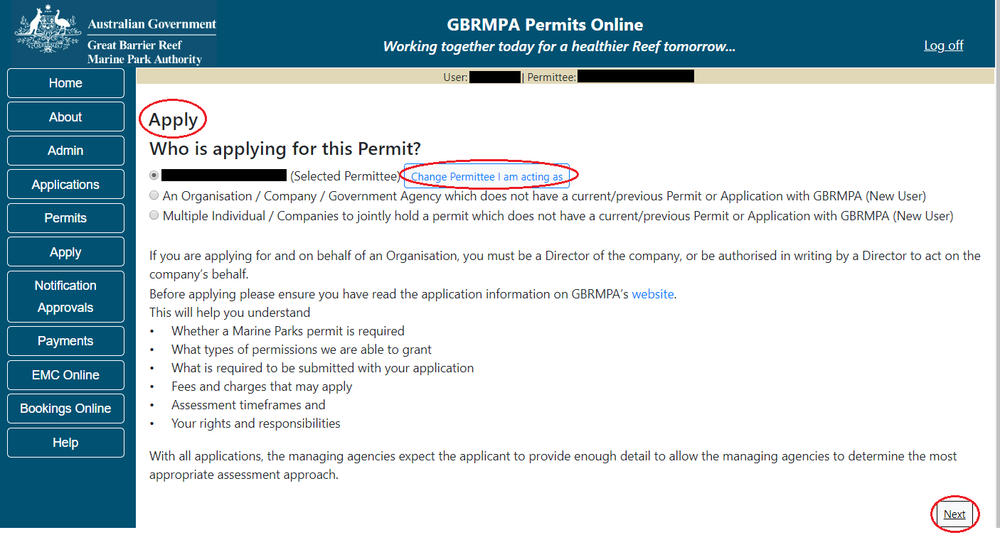 Australian Government
Great Barrier Reef
Marine Park Authority
GBRMPA Permits Online
Working together today for a healthier Reef tomorrow...
Log off
User: | Permittee:
Home
About
Admin
Applications
Permits
Apply
Notification
Approvals
Payments
EMC Online
Bookings Online
Help
Apply
Who is applying for this Permit?
(Selected Permittee) Change Permittee I am acting as
An Organisation / Company / Government Agency which does not have a current/previous Permit or Application with GBRMPA (New User)
Multiple Individual / Companies to jointly hold a permit which does not have a current/previous Permit or Application with GBRMPA (New User)
If you are applying for and on behalf of an Organisation, you must be a Director of the company, or be authorised in writing by a Director to act on the
company’s behalf.
Before applying please ensure you have read the application information on GBRMPA’s website.
This will help you understand
• Whether a Marine Parks permit is required
• What types of permissions we are able to grant
• What is required to be submitted with your application
• Fees and charges that may apply
• Assessment timeframes and
• Your rights and responsibilities
With all applications, the managing agencies expect the applicant to provide enough detail to allow the managing agencies to determine the most
appropriate assessment approach.
Next